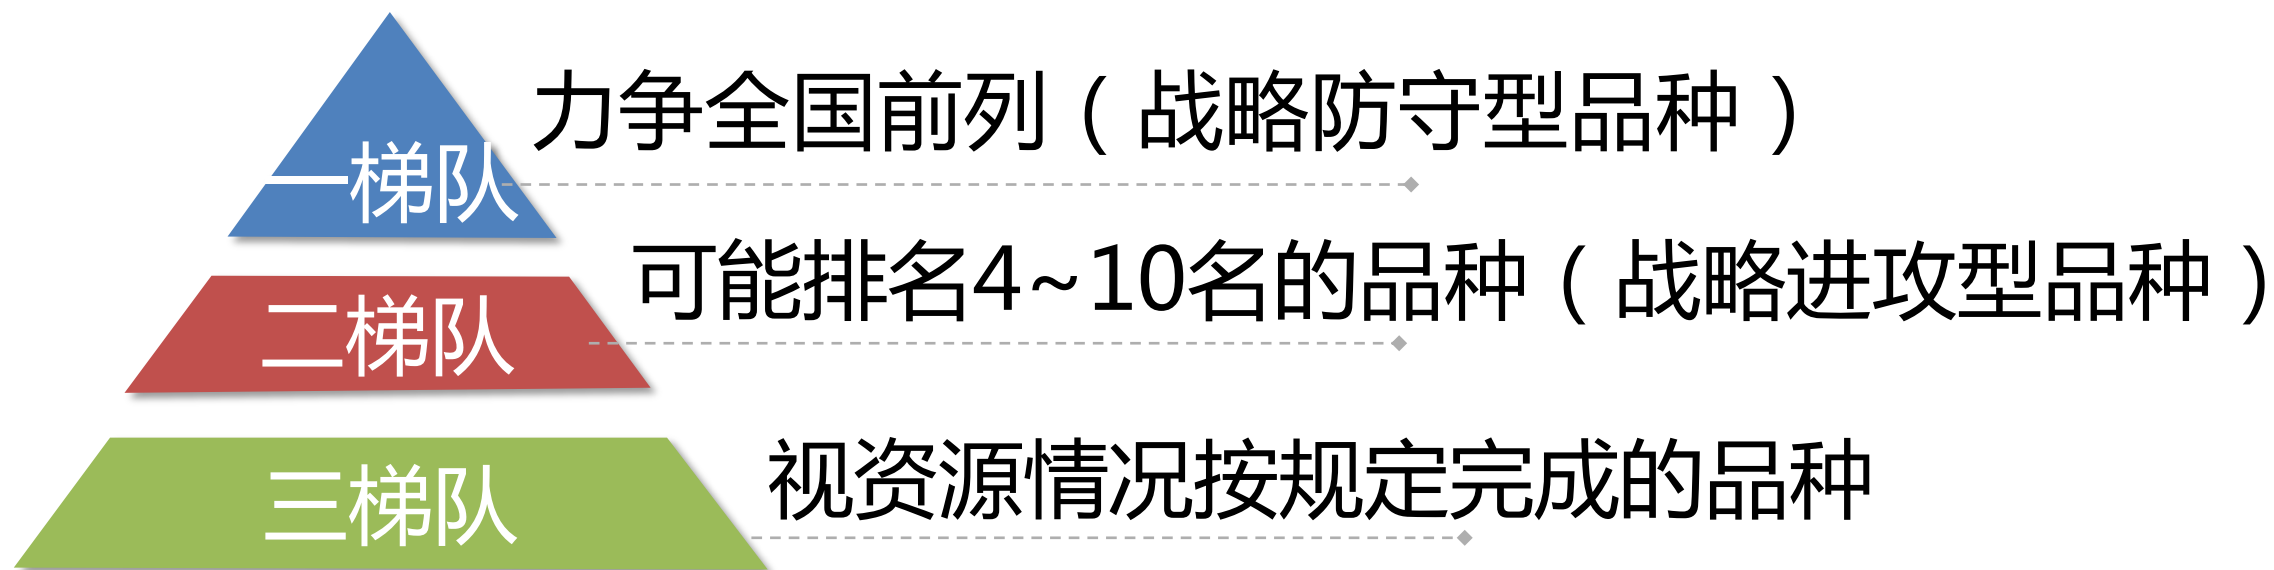 力争全国前列（战略防守型品种）
一梯队
可能排名4~10名的品种（战略进攻型品种）
二梯队
视资源情况按规定完成的品种
三梯队